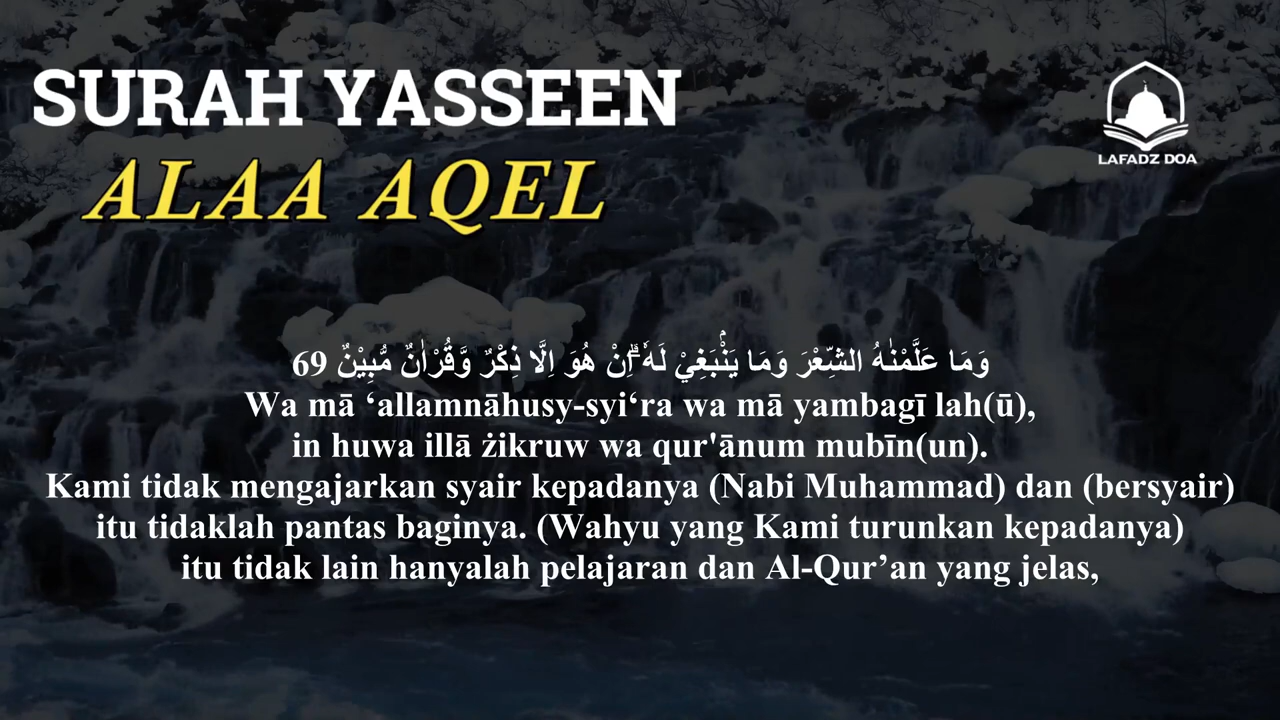 SURAH YASSEEN
ALAA AQEL
LAFADZ DOA
وَمَا عَلَّمْنٰهُ الشِّعْرَ وَمَا يَنْۢبَغِيْ لَهٗ ۗاِنْ هُوَ اِلَّا ذِكْرٌ وَّقُرْاٰنٌ مُّبِيْنٌ 69
Wa mā ‘allamnāhusy-syi‘ra wa mā yambagī lah(ū),
in huwa illā żikruw wa qur'ānum mubīn(un).
Kami tidak mengajarkan syair kepadanya (Nabi Muhammad) dan (bersyair)
itu tidaklah pantas baginya. (Wahyu yang Kami turunkan kepadanya)
itu tidak lain hanyalah pelajaran dan Al-Qur’an yang jelas,